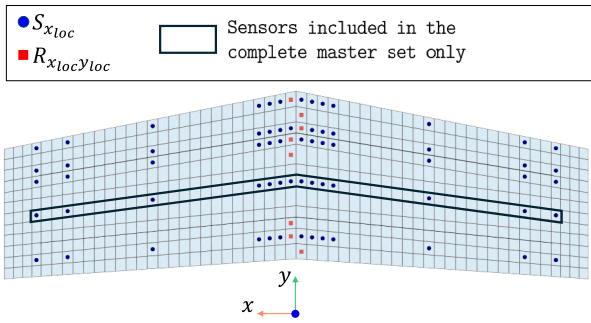 S_{x_{loc}}
Sensors included in the
R_{x_{loc}y_{loc}}
complete master set only
y
x